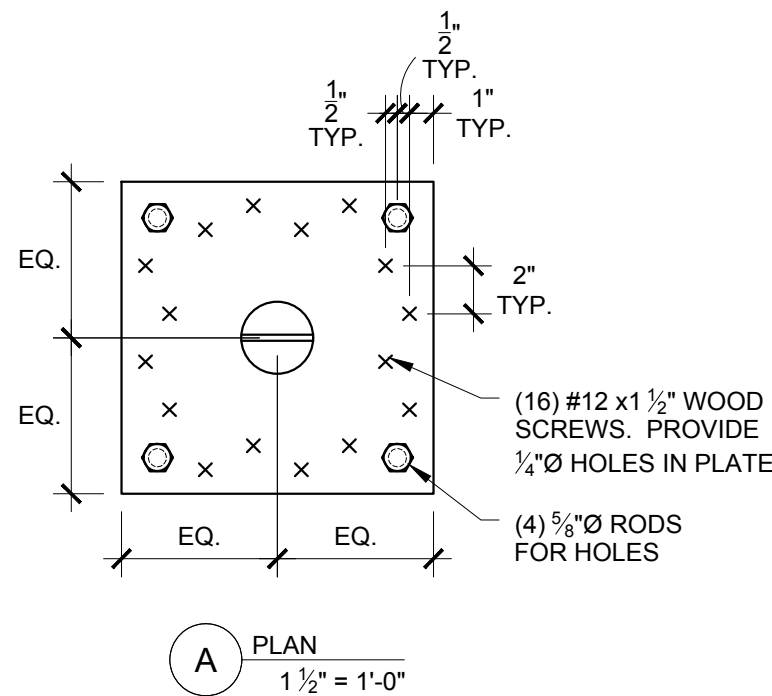 1/2"
TYP.
1/2"
TYP.
1"
TYP.
EQ.
2"
TYP.
EQ.
(16) #12 x1 ½" WOOD
SCREWS. PROVIDE
¼"Ø HOLES IN PLATE
(4) ⅝"Ø RODS
FOR HOLES
EQ.
EQ.
A
PLAN
1 ½" = 1'-0"